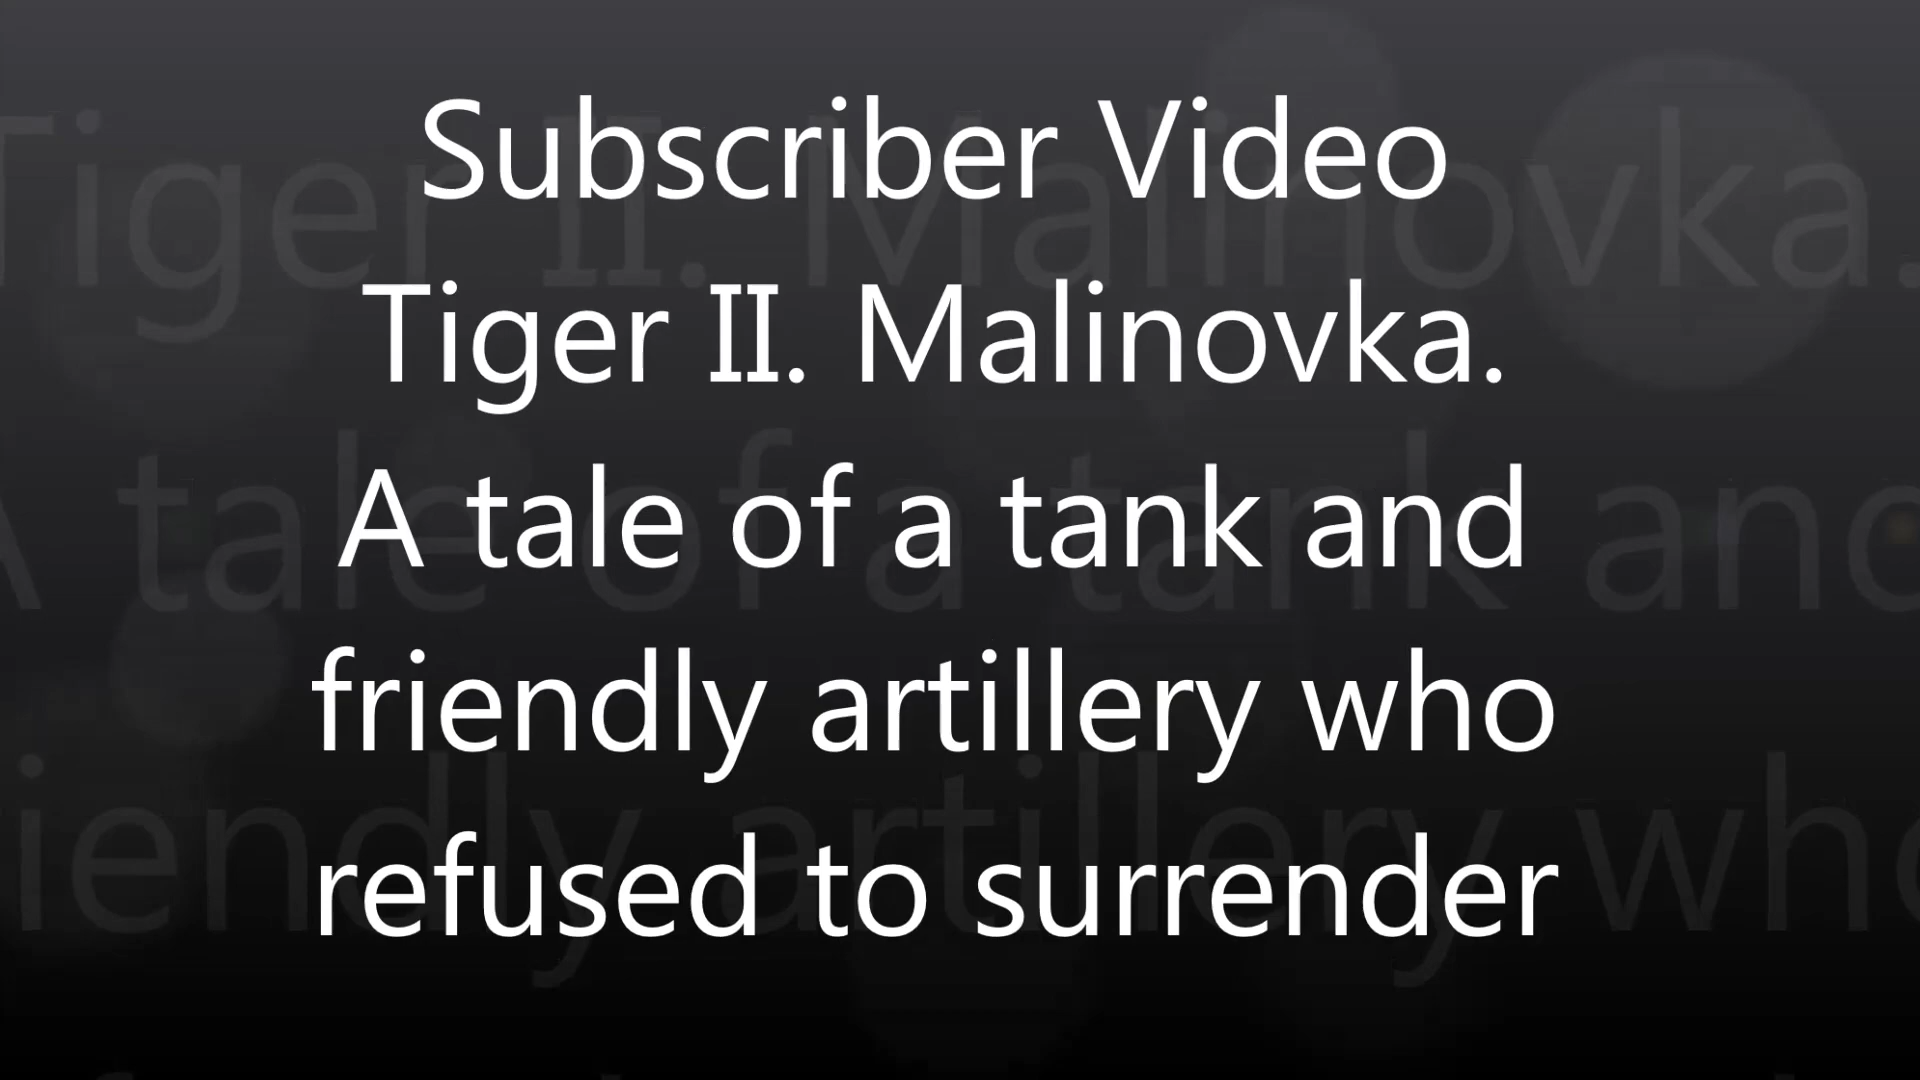 Subscriber Video
Tiger II. Malinovka.
A tale of a tank and
friendly artillery who
refused to surrender